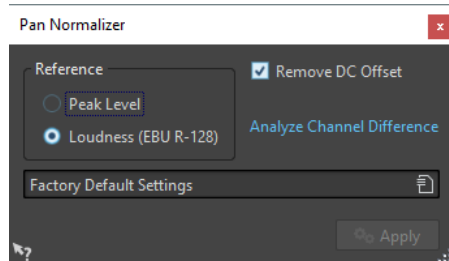 Pan Normalizer
x
Reference
Remove DC Offset
Peak Level
Loudness (EBU R-128)
Analyze Channel Difference
Factory Default Settings
Apply
?